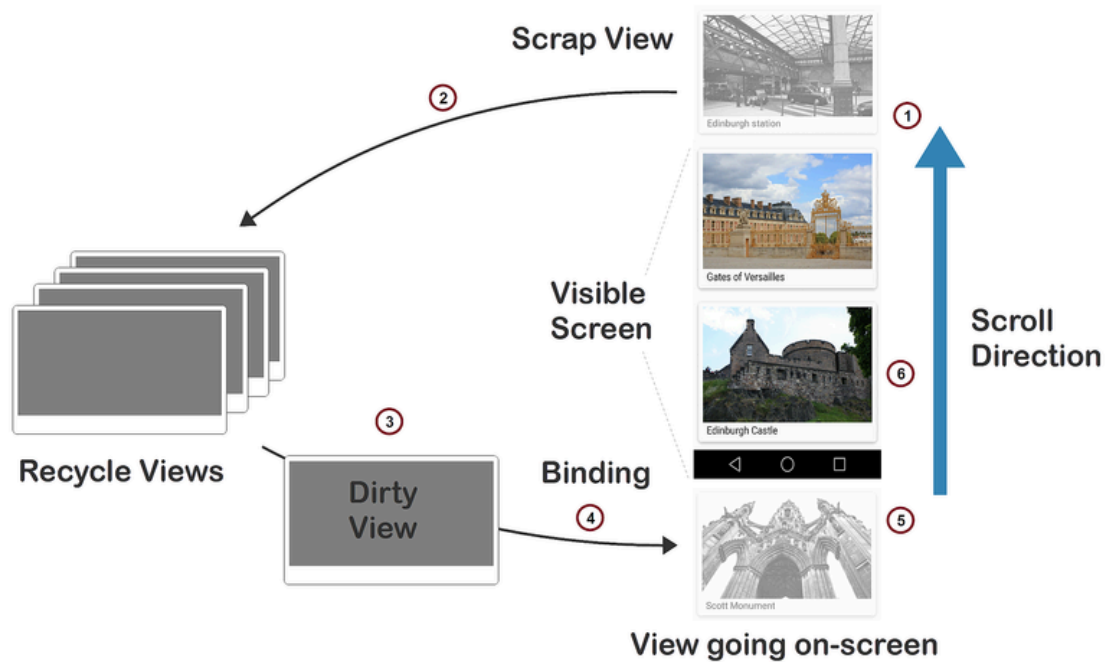 Scrap View
2
Edinburgh station
1
Gates of Versailles
Visible
Screen
Scroll
Direction
6
Edinburgh Castle
3
Recycle Views
Dirty
View
Binding
4
5
Scott Monument
View going on-screen